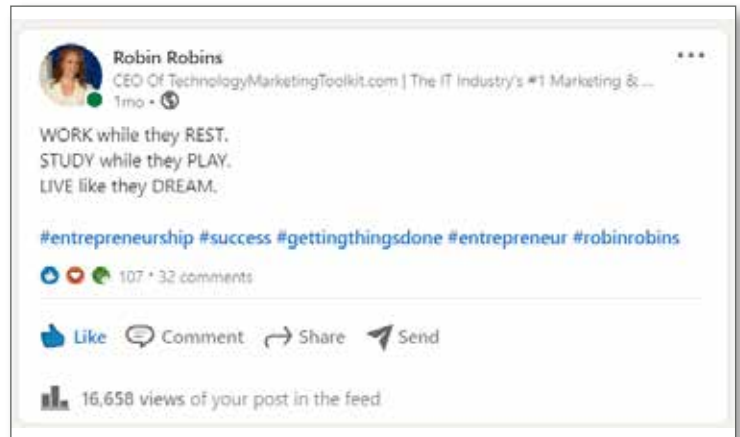 Robin Robins
CEO Of TechnologyMarketingToolkit.com | The IT Industry's #1 Marketing & ...
1mo •
WORK while they REST.
STUDY while they PLAY.
LIVE like they DREAM.
#entrepreneurship #success #gettingthingsdone #entrepreneur #robinrobins
107 • 32 comments
Like Comment Share Send
16,658 views of your post in the feed